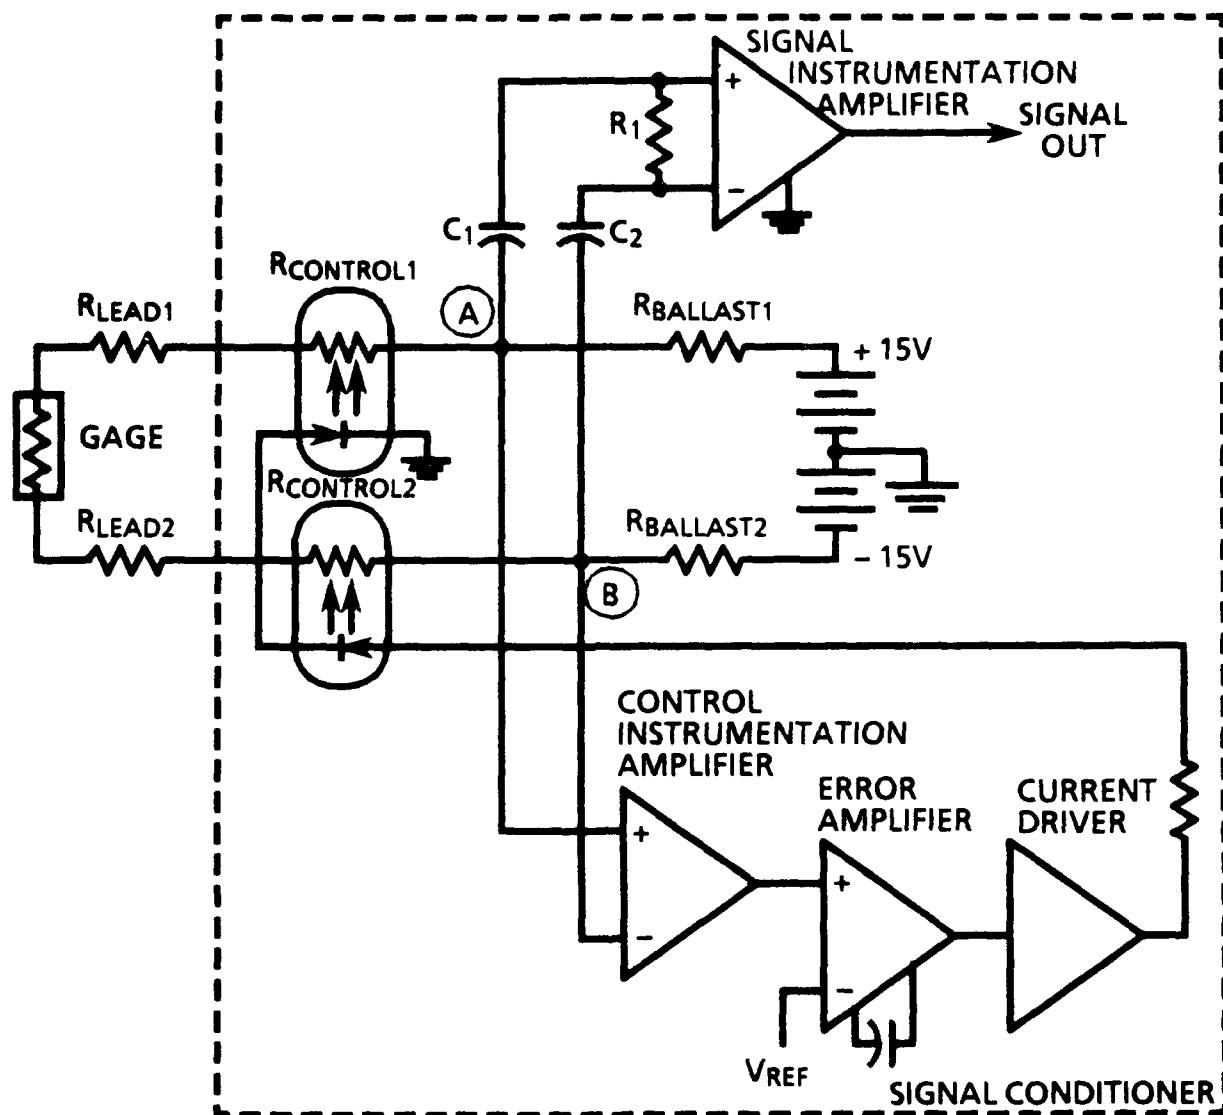 SIGNAL
INSTRUMENTATION
AMPLIFIER
SIGNAL
OUT
+
R1
−
C1
C2
RCONTROL1
RLEAD1
A
RBALLAST1
+ 15V
GAGE
RCONTROL2
RLEAD2
RBALLAST2
− 15V
B
CONTROL
INSTRUMENTATION
AMPLIFIER
ERROR
AMPLIFIER
CURRENT
DRIVER
+
+
−
−
VREF
SIGNAL CONDITIONER